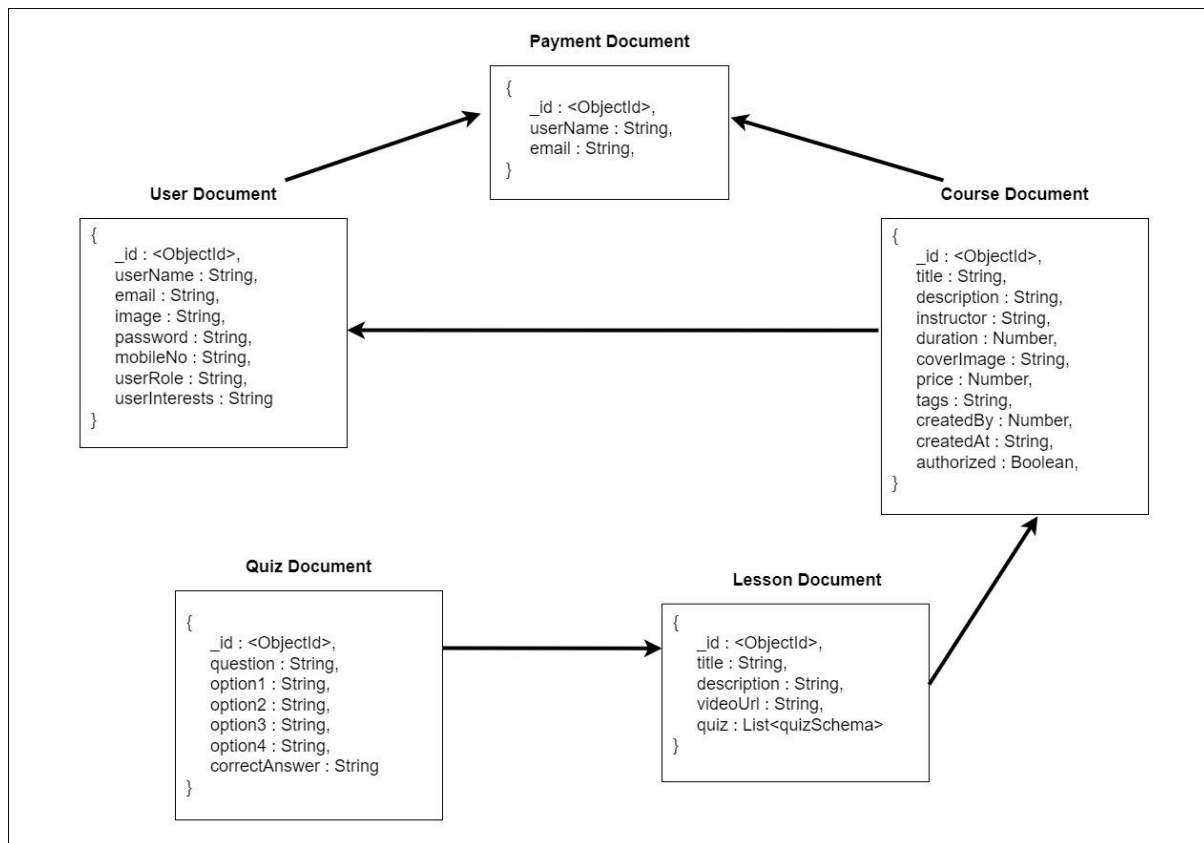 Payment Document
{
_id : <ObjectId>,
userName : String,
email : String,
}
User Document
{
_id : <ObjectId>,
userName : String,
email : String,
image : String,
password : String,
mobileNo : String,
userRole : String,
userInterests : String
}
Course Document
{
_id : <ObjectId>,
title : String,
description : String,
instructor : String,
duration : Number,
coverImage : String,
price : Number,
tags : String,
createdBy : Number,
createdAt : String,
authorized : Boolean,
}
Quiz Document
{
_id : <ObjectId>,
question : String,
option1 : String,
option2 : String,
option3 : String,
option4 : String,
correctAnswer : String
}
Lesson Document
{
_id : <ObjectId>,
title : String,
description : String,
videoUrl : String,
quiz : List<quizSchema>
}